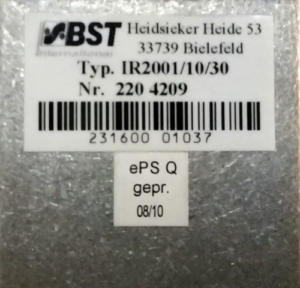 BST
International
Heidsieker Heide 53
33739 Bielefeld
Typ. IR2001/10/30
Nr. 220 4209
231600 01037
ePS Q
gepr.
08/10